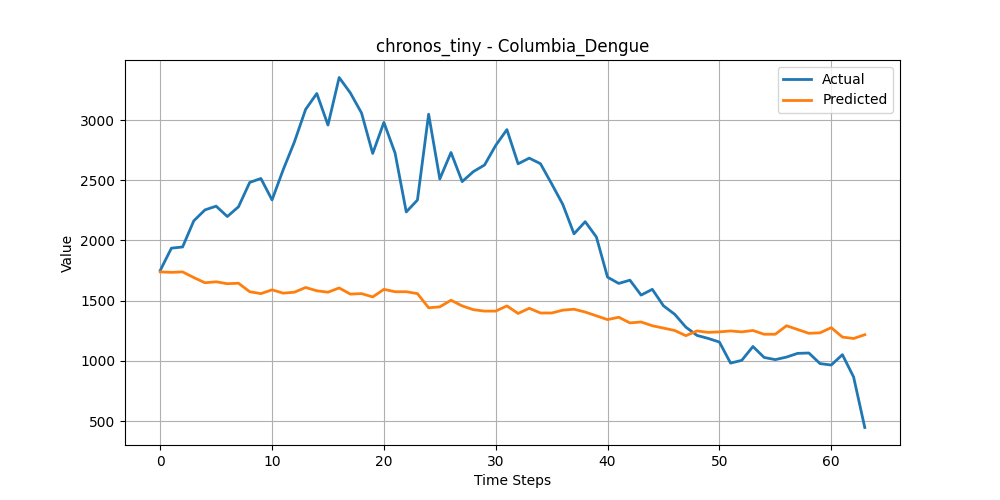 chronos_tiny - Columbia_Dengue
Actual
Predicted
3000
2500
2000
1500
1000
500
Value
0 10 20 30 40 50 60
Time Steps